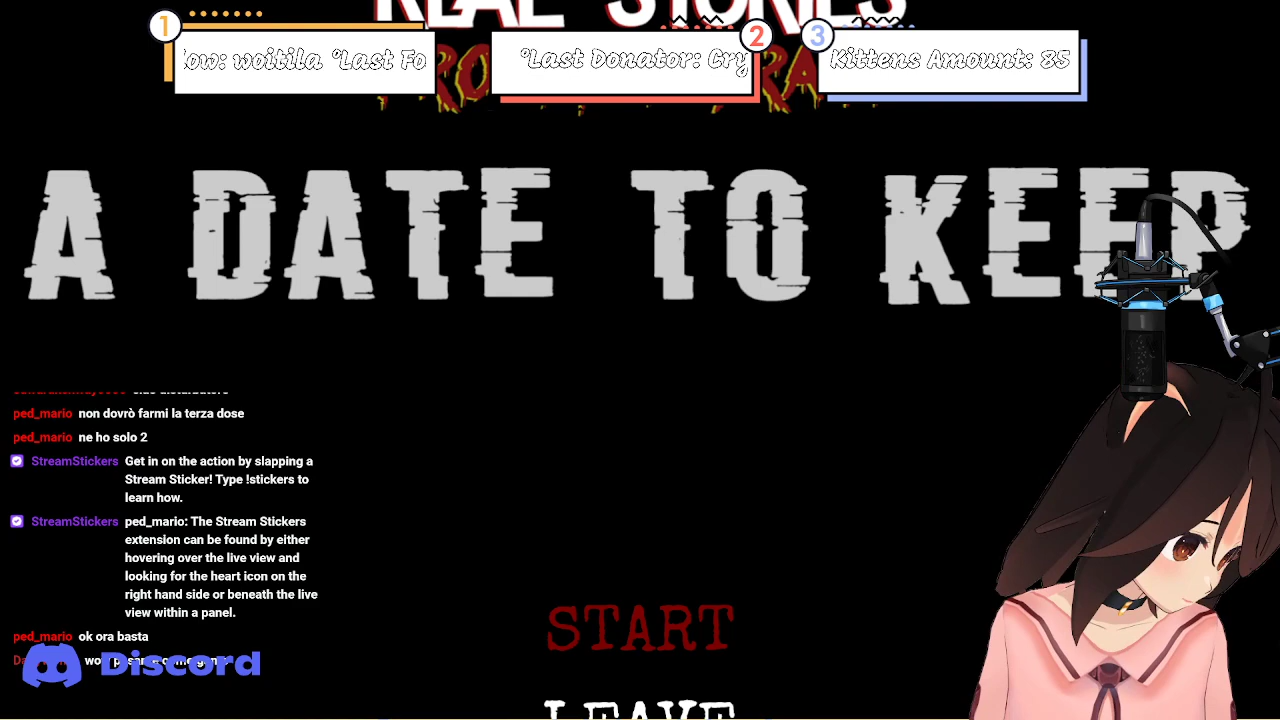 REAL STORIES
1
2
3
ow: woitila °Last Fo
°Last Donator: Cry
Kittens Amount: 85
A DATE TO KEEP
ped_mario non dovrò farmi la terza dose
ped_mario ne ho solo 2
StreamStickers Get in on the action by slapping a
Stream Sticker! Type !stickers to
learn how.
StreamStickers ped_mario: The Stream Stickers
extension can be found by either
hovering over the live view and
looking for the heart icon on the
right hand side or beneath the live
view within a panel.
ped_mario ok ora basta
Discord
START
LEAVE